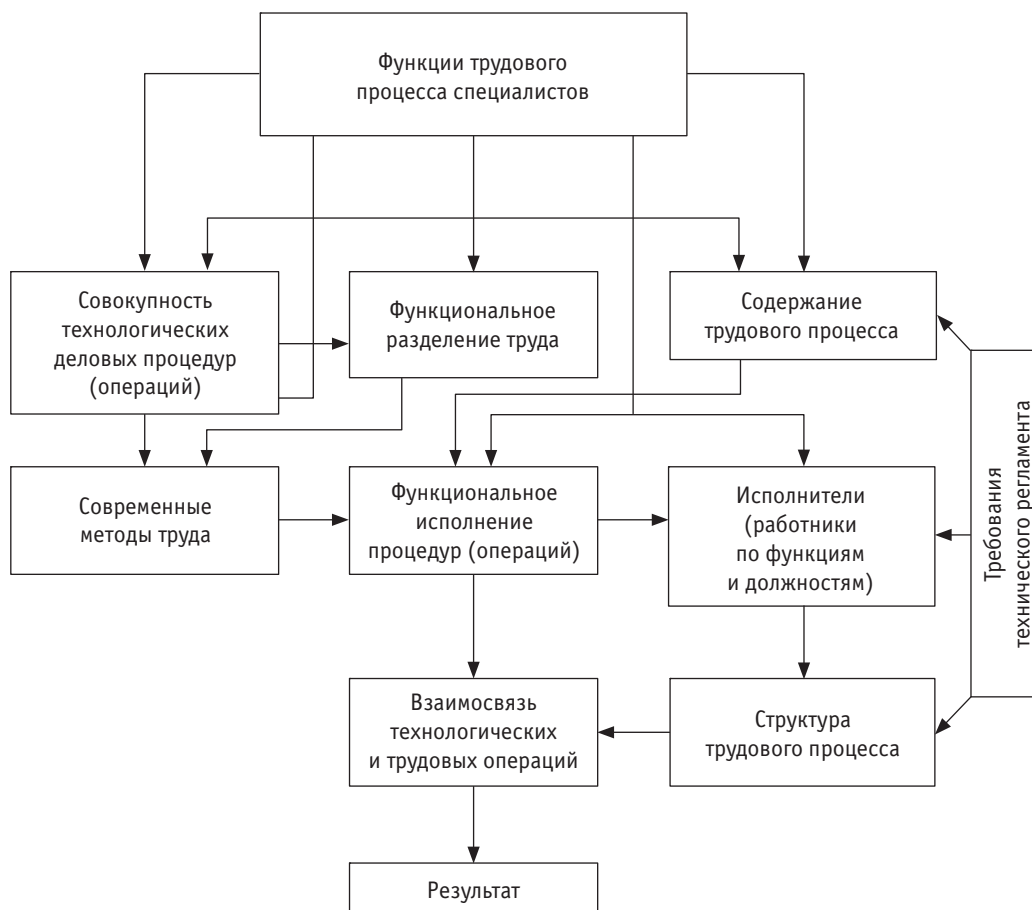 Функции трудового
процесса специалистов
Совокупность
технологических
деловых процедур
(операций)
Функциональное
разделение труда
Содержание
трудового процесса
Современные
методы труда
Функциональное
исполнение
процедур (операций)
Исполнители
(работники
по функциям
и должностям)
Требования
технического регламента
Взаимосвязь
технологических
и трудовых операций
Структура
трудового процесса
Результат